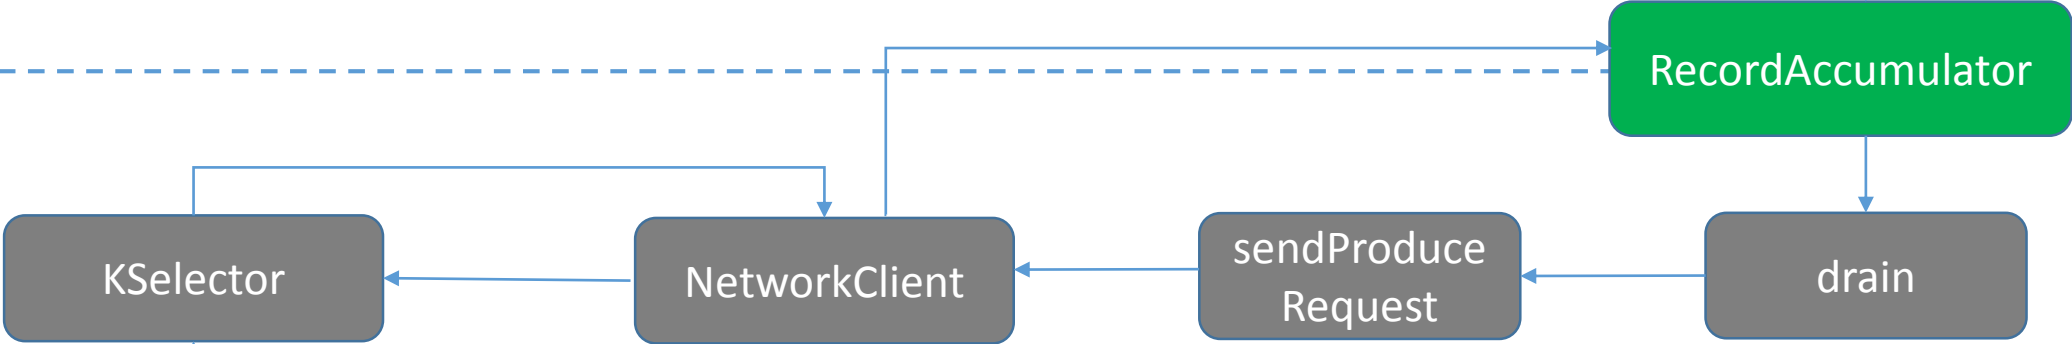 RecordAccumulator
KSelector
NetworkClient
sendProduce
Request
drain